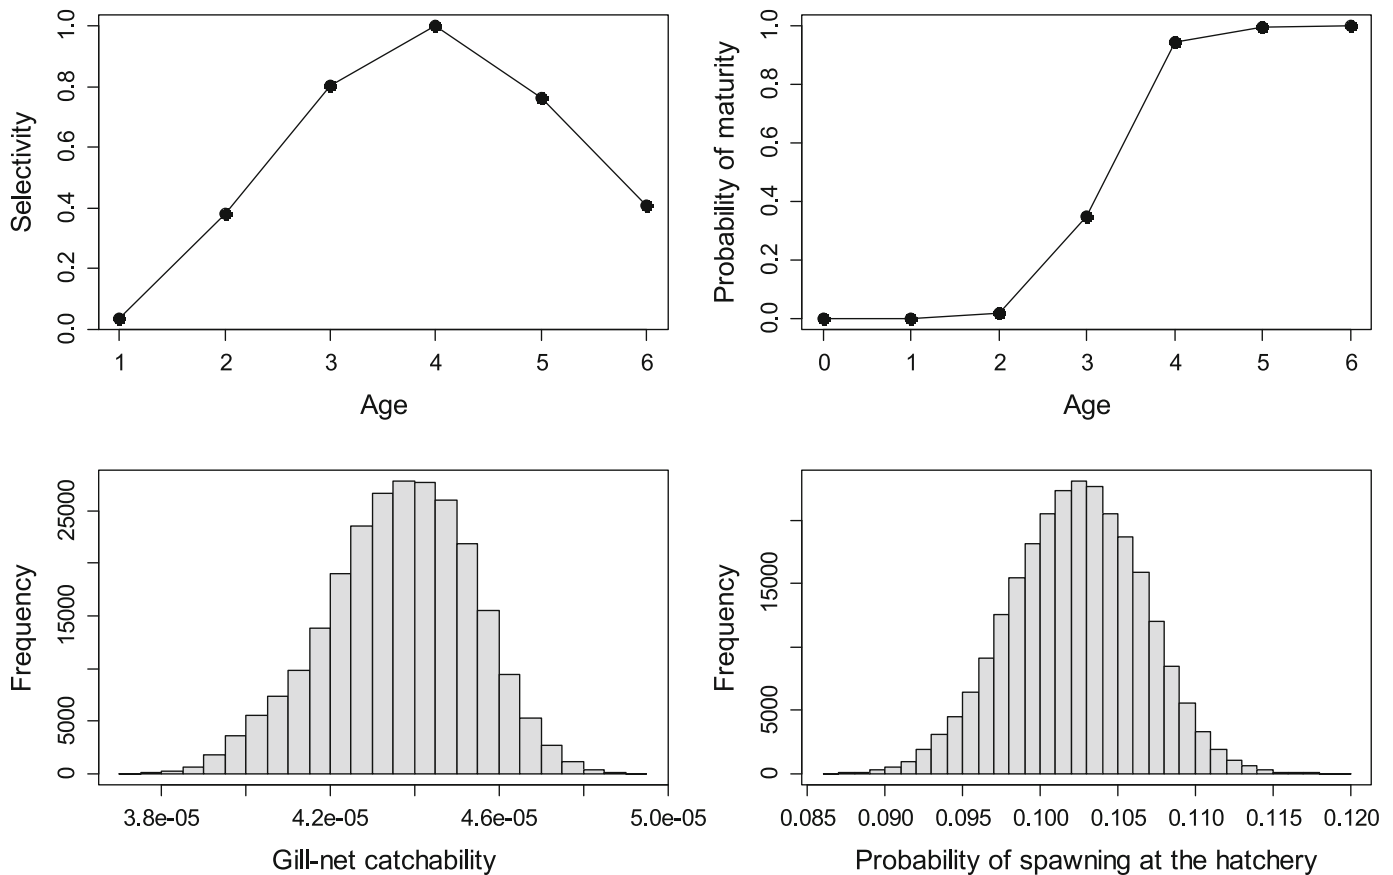 Selectivity
1.0
0.8
0.6
0.4
0.2
0.0
1 2 3 4 5 6
Age
Probability of maturity
1.0
0.8
0.6
0.4
0.2
0.0
0 1 2 3 4 5 6
Age
Frequency
25000
15000
5000
0
3.8e-05 4.2e-05 4.6e-05 5.0e-05
Gill-net catchability
Frequency
15000
5000
0
0.085 0.090 0.095 0.100 0.105 0.110 0.115 0.120
Probability of spawning at the hatchery